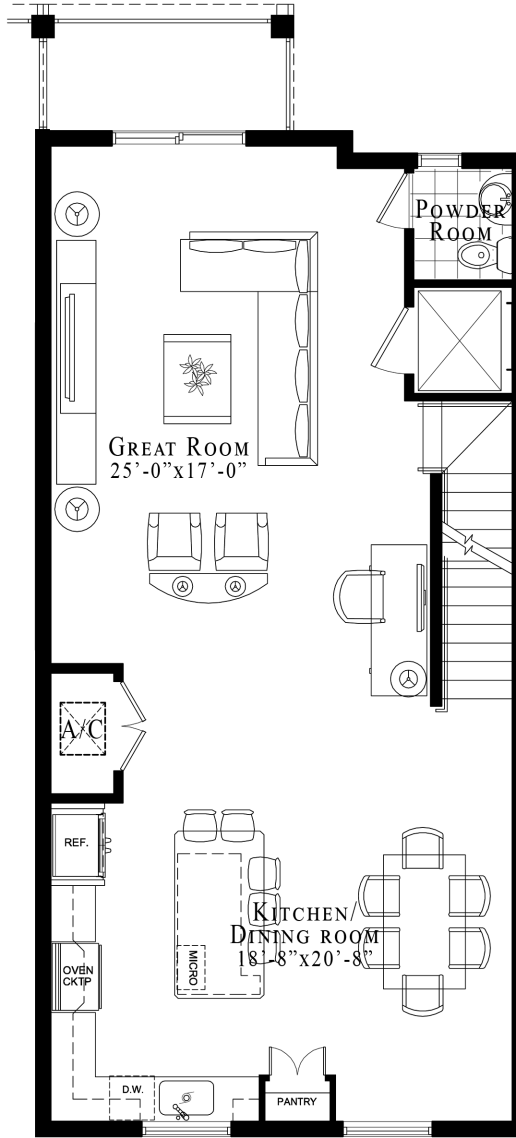 POWDER
ROOM
GREAT ROOM
25'-0"x17'-0"
A/C
REF.
KITCHEN/
DINING ROOM
18'-8"x20'-8"
OVEN
CKTP
MICRO
D.W.
PANTRY